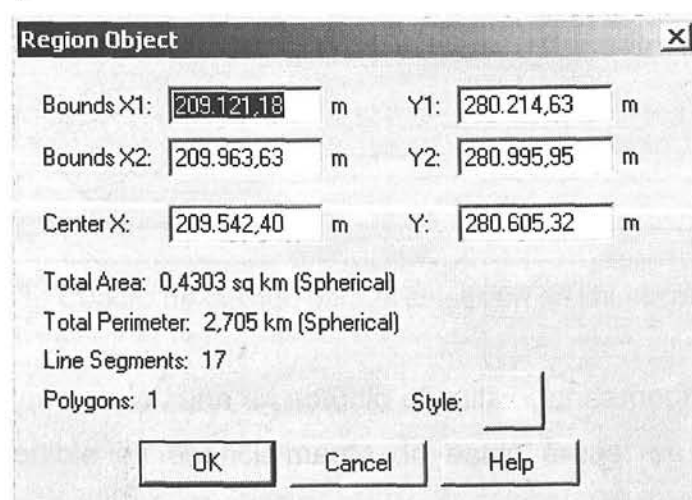 Region Object
Bounds X1: 209.121,18 m Y1: 280.214,63 m
Bounds X2: 209.963,63 m Y2: 280.995,95 m
Center X: 209.542,40 m Y: 280.605,32 m
Total Area: 0,4303 sq km (Spherical)
Total Perimeter: 2,705 km (Spherical)
Line Segments: 17
Polygons: 1 Style:
OK Cancel Help